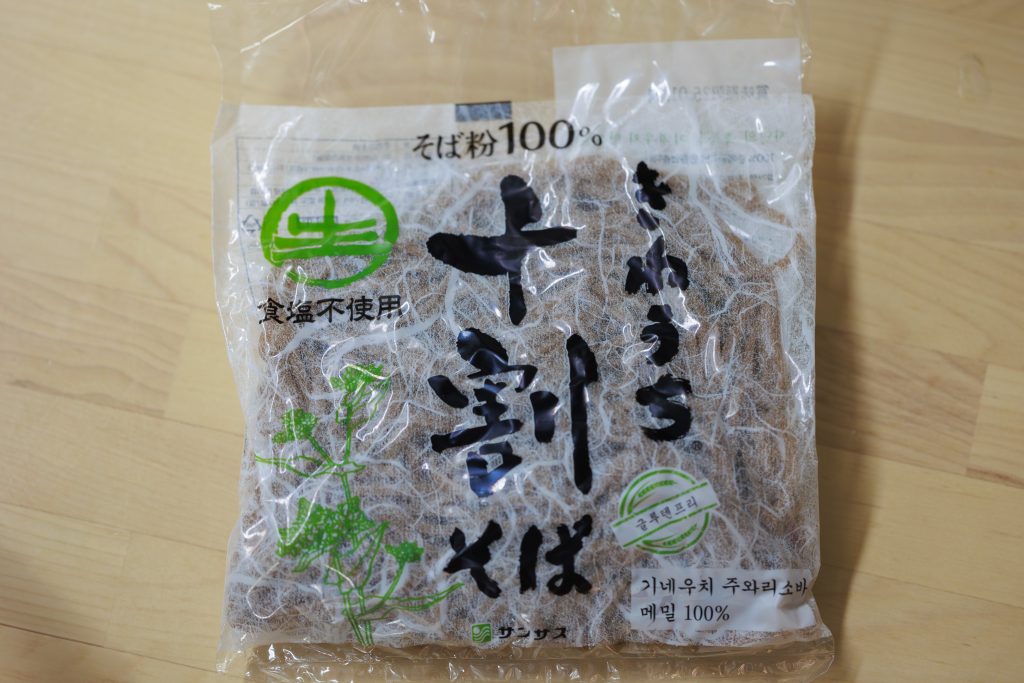 そば粉100%
きねうち
十割
そば
生
食塩不使用
글루텐프리
기네우치 주와리소바
메밀 100%
サンサス